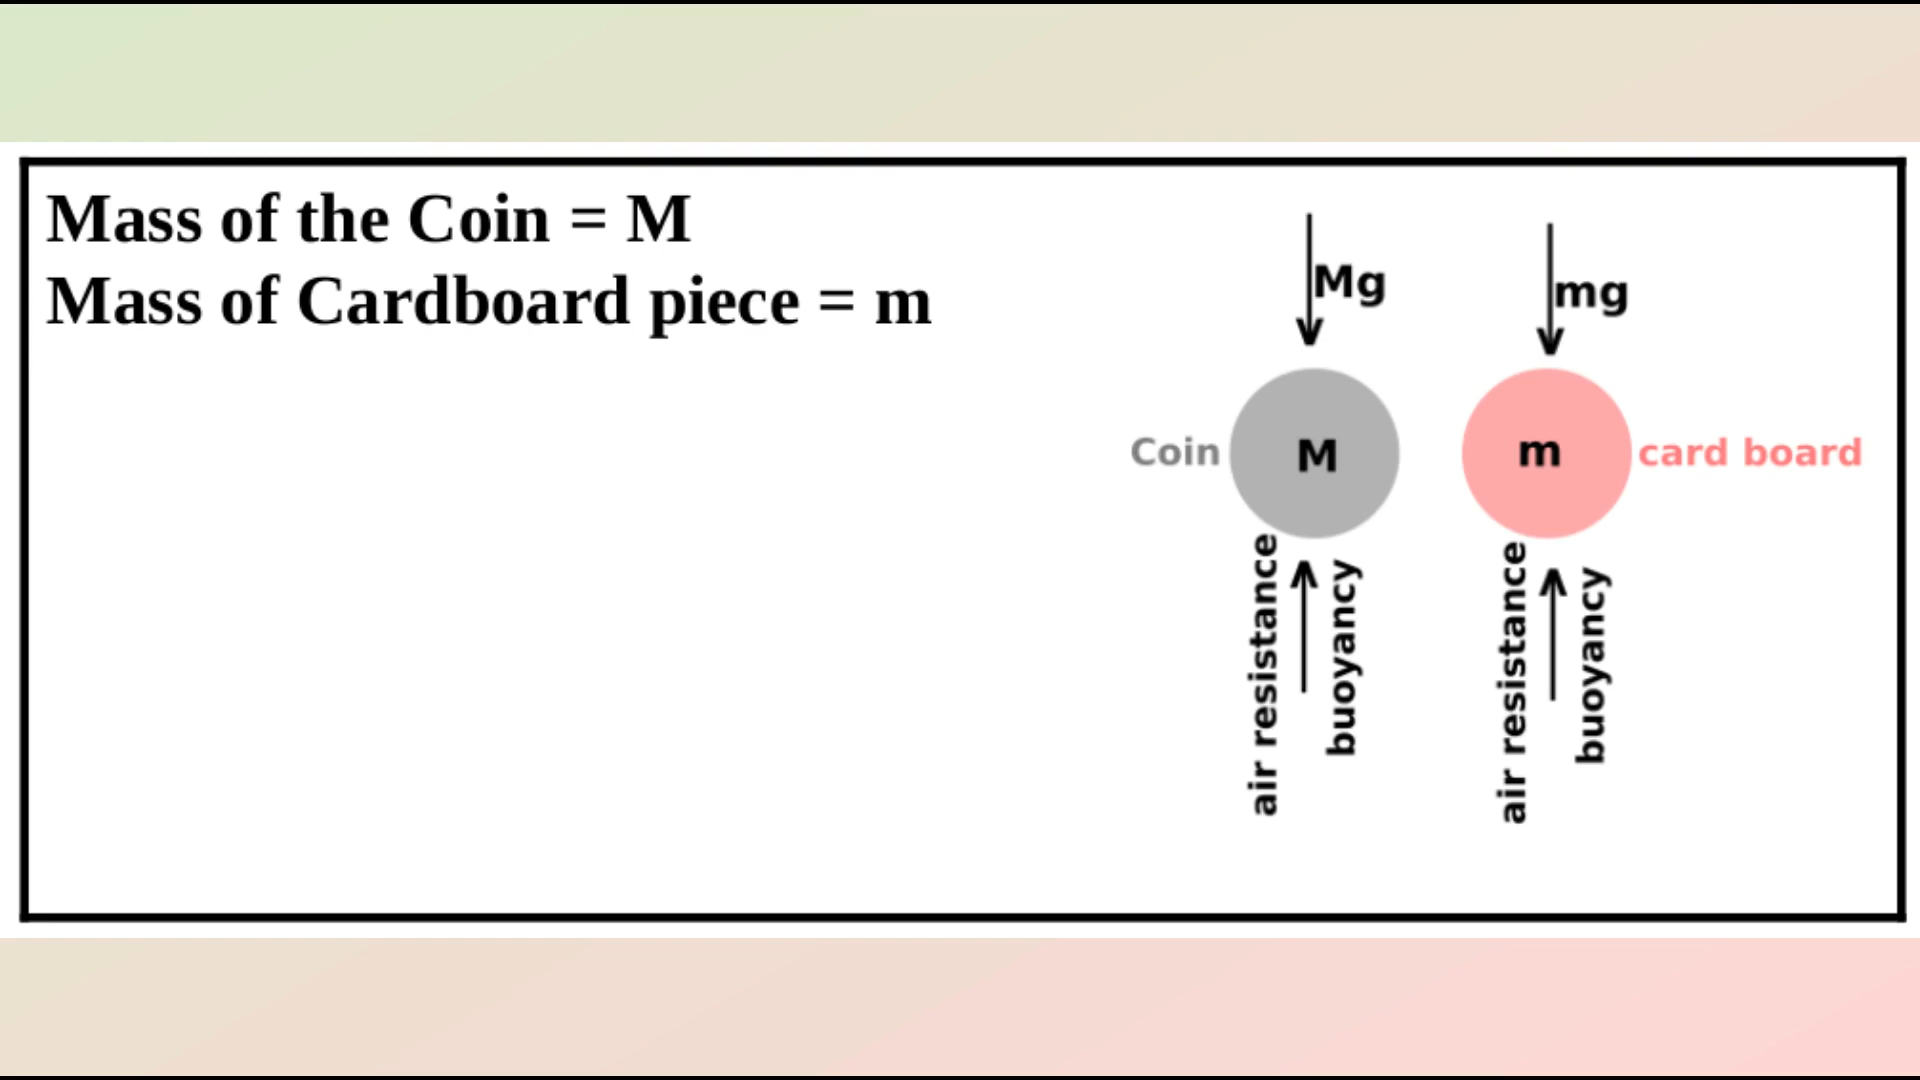 Mass of the Coin = M
Mass of Cardboard piece = m
Mg
mg
Coin
M
m
card board
air resistance
buoyancy
air resistance
buoyancy